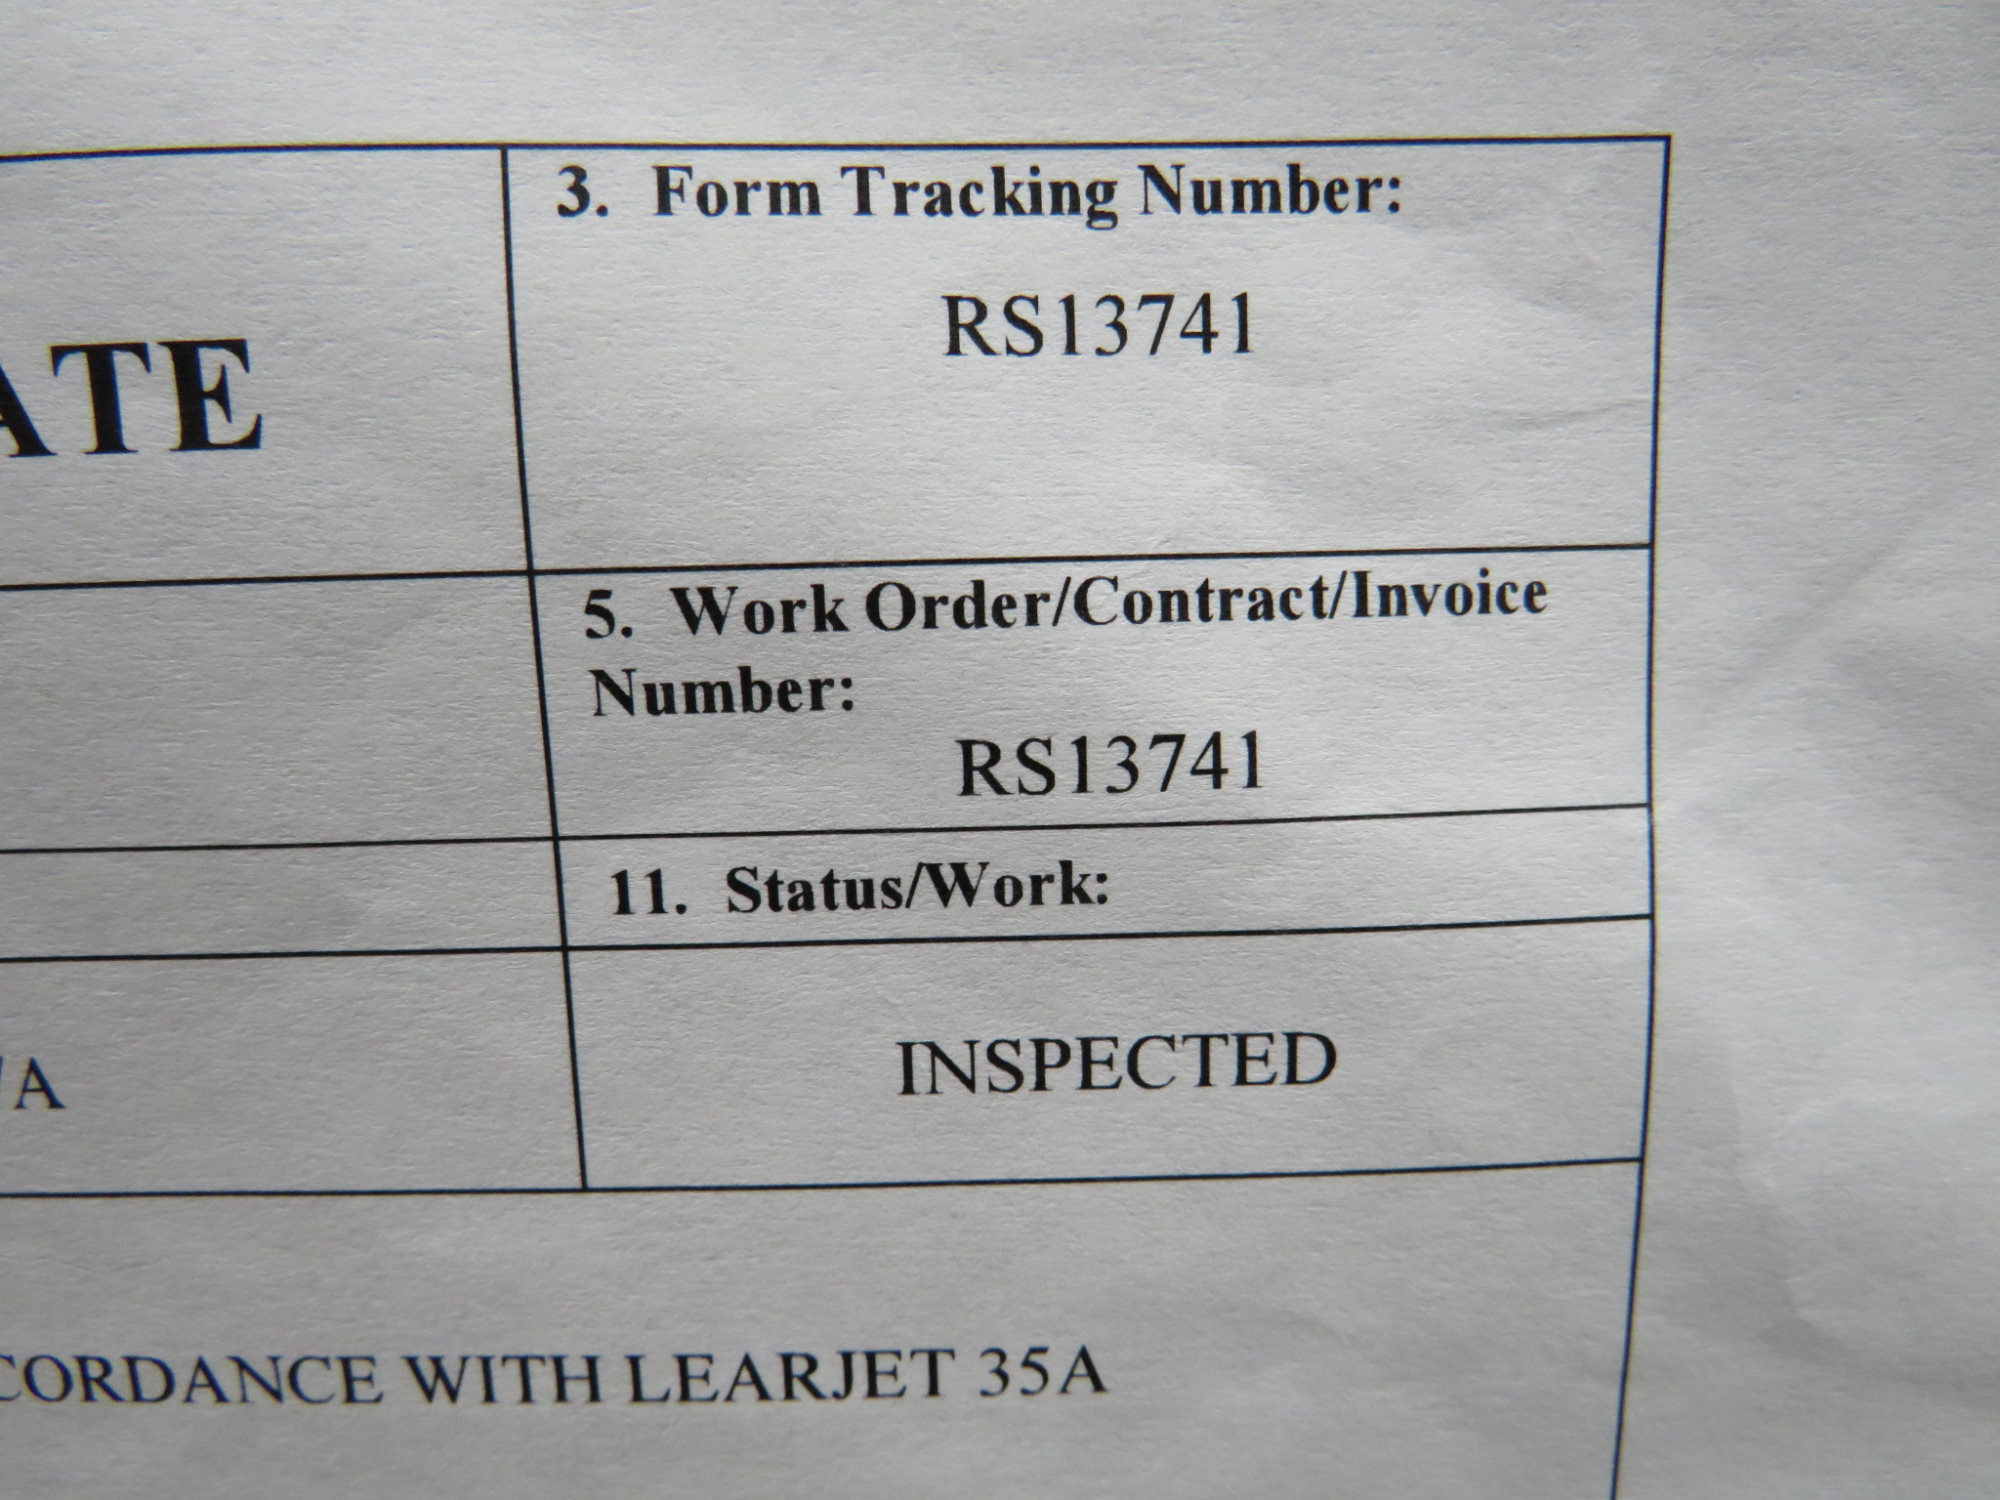 3. Form Tracking Number:
RS13741
ATE
5. Work Order/Contract/Invoice
Number:
RS13741
11. Status/Work:
/A
INSPECTED
CORDANCE WITH LEARJET 35A